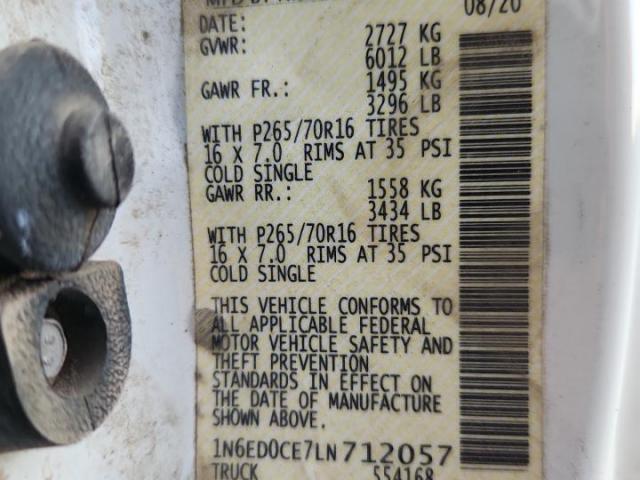 08/20
DATE:
GVWR: 2727 KG
6012 LB
GAWR FR.: 1495 KG
3296 LB
WITH P265/70R16 TIRES
16 X 7.0 RIMS AT 35 PSI
COLD SINGLE
GAWR RR.: 1558 KG
3434 LB
WITH P265/70R16 TIRES
16 X 7.0 RIMS AT 35 PSI
COLD SINGLE
THIS VEHICLE CONFORMS TO
ALL APPLICABLE FEDERAL
MOTOR VEHICLE SAFETY AND
THEFT PREVENTION
STANDARDS IN EFFECT ON
THE DATE OF MANUFACTURE
SHOWN ABOVE.
1N6ED0CE7LN712057
TRUCK 554168